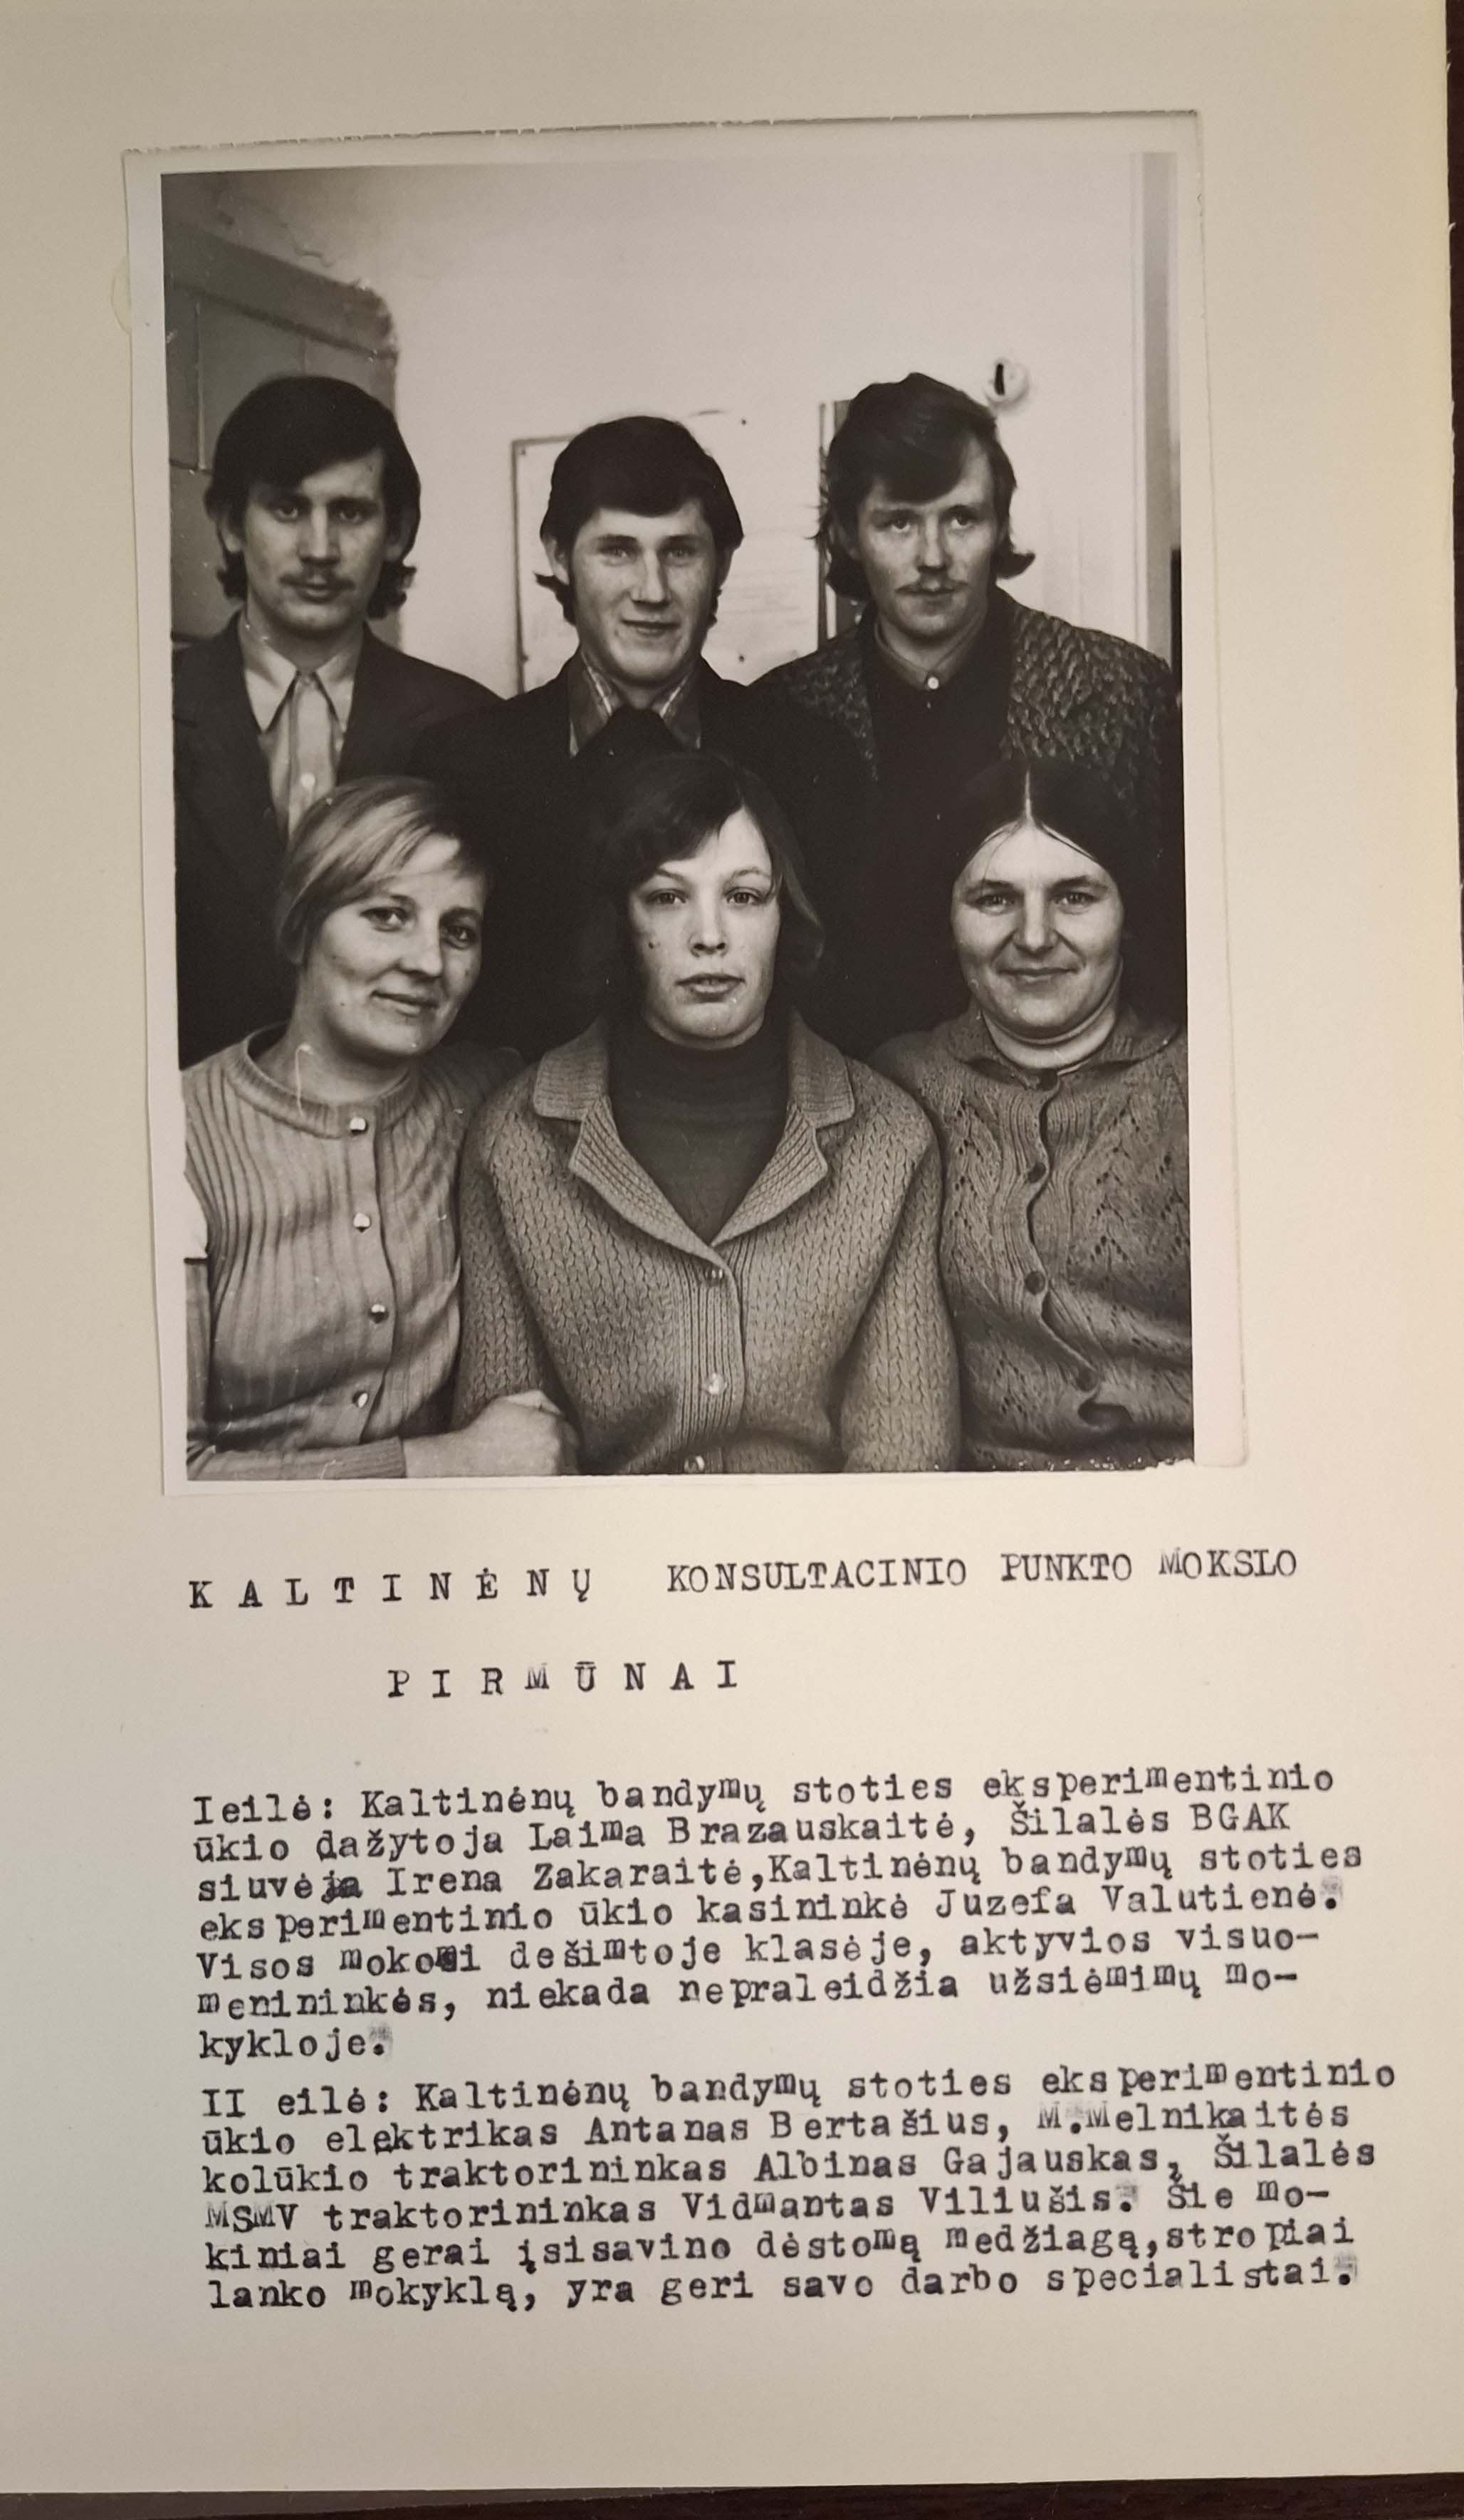 KALTINĖNŲ KONSULTACINIO PUNKTO MOKSLO
PIRMŪNAI
Ieilė: Kaltinėnų bandymų stoties eksperimentinio
ūkio dažytoja Laima Brazauskaitė, Šilalės BGAK
siuvėja Irena Zakaraitė,Kaltinėnų bandymų stoties
eksperimentinio ūkio kasininkė Juzefa Valutienė.
Visos mokosi dešimtoje klasėje, aktyvios visuo-
menininkės, niekada nepraleidžia užsiėmimų mo-
kykloje.
II eilė: Kaltinėnų bandymų stoties eksperimentinio
ūkio elektrikas Antanas Bertašius, M.Melnikaitės
kolūkio traktorininkas Albinas Gajauskas, Šilalės
MSMV traktorininkas Vidmantas Viliušis. Šie mo-
kiniai gerai įsisavino dėstomą medžiagą,stropiai
lanko mokyklą, yra geri savo darbo specialistai.